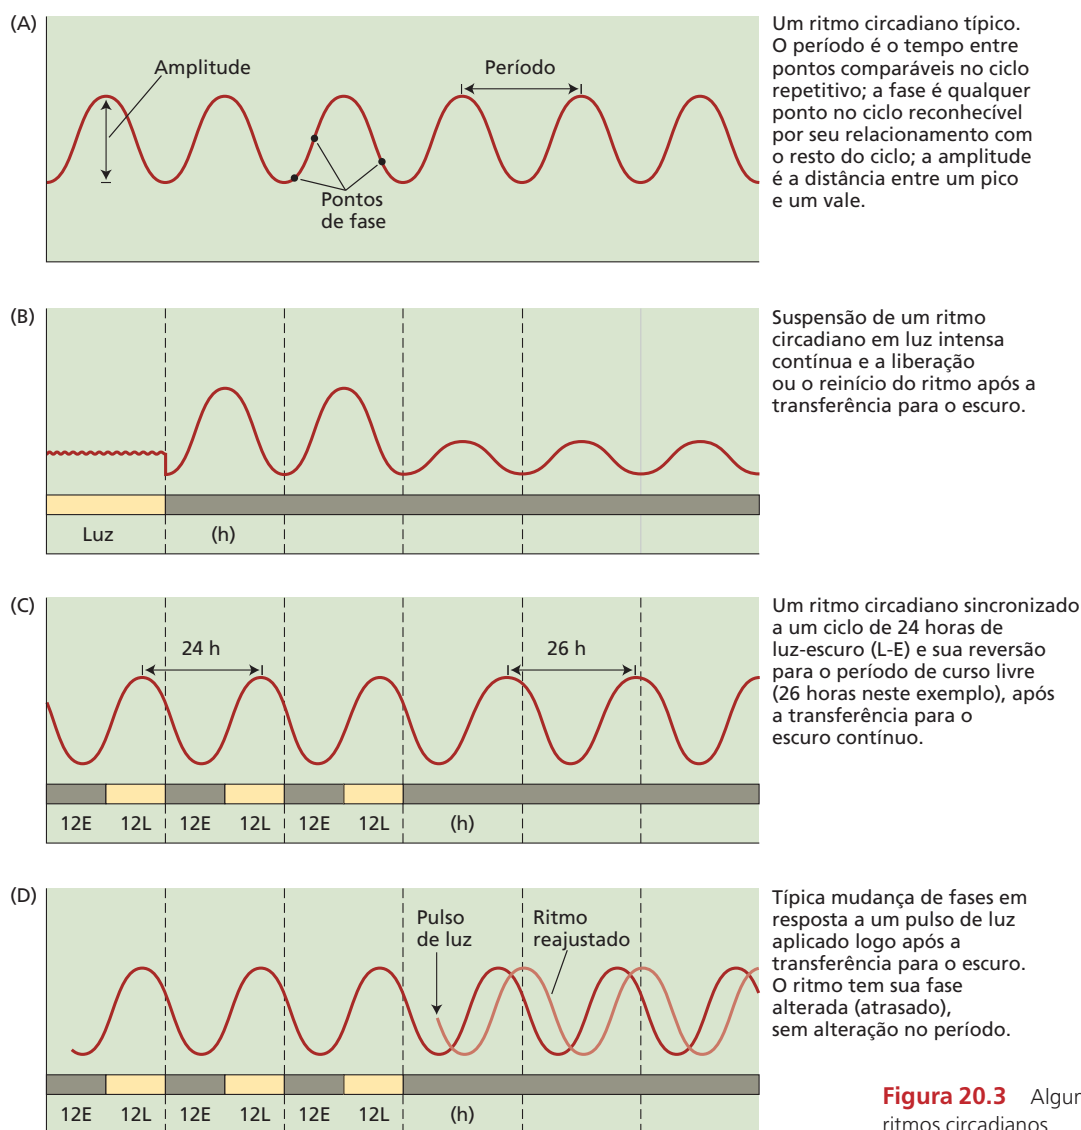 (A)
Amplitude
Período
Pontos
de fase
Um ritmo circadiano típico.
O período é o tempo entre
pontos comparáveis no ciclo
repetitivo; a fase é qualquer
ponto no ciclo reconhecível
por seu relacionamento com
o resto do ciclo; a amplitude
é a distância entre um pico
e um vale.
(B)
Luz
(h)
Suspensão de um ritmo
circadiano em luz intensa
contínua e a liberação
ou o reinício do ritmo após a
transferência para o escuro.
(C)
24 h
26 h
12E 12L 12E 12L 12E 12L (h)
Um ritmo circadiano sincronizado
a um ciclo de 24 horas de
luz-escuro (L-E) e sua reversão
para o período de curso livre
(26 horas neste exemplo), após
a transferência para o
escuro contínuo.
(D)
Pulso
de luz
Ritmo
reajustado
12E 12L 12E 12L 12E 12L (h)
Típica mudança de fases em
resposta a um pulso de luz
aplicado logo após a
transferência para o escuro.
O ritmo tem sua fase
alterada (atrasado),
sem alteração no período.
Figura 20.3
ritmos circadianos